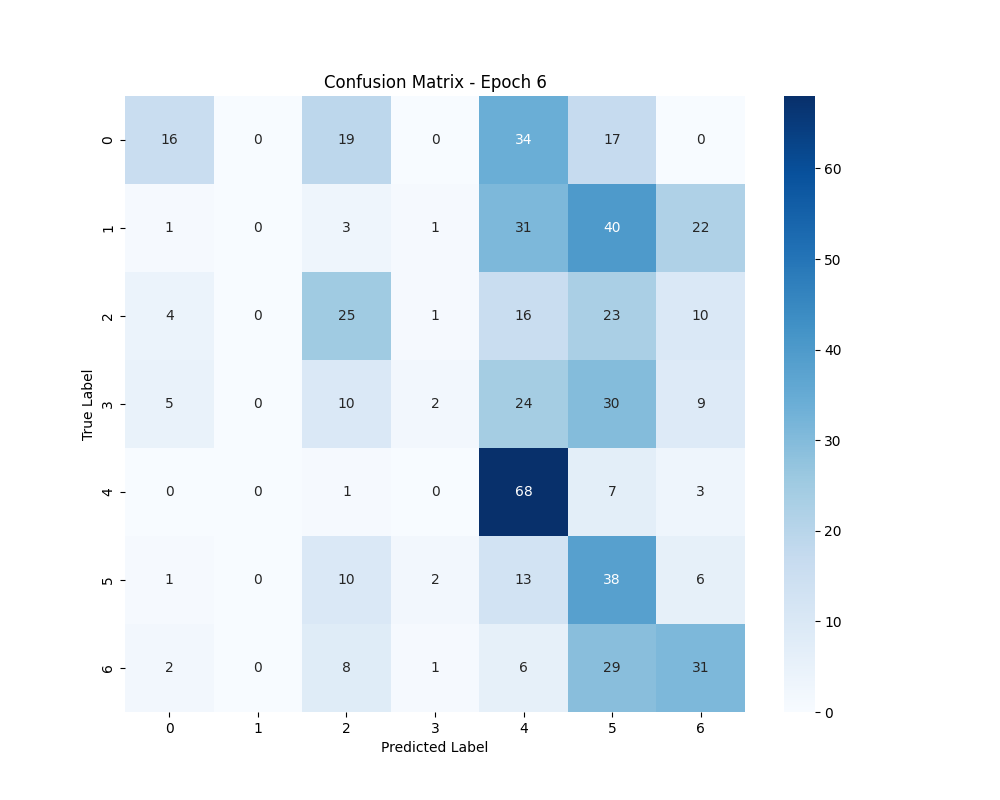 Confusion Matrix - Epoch 6
0 16 0 19 0 34 17 0
1 1 0 3 1 31 40 22
2 4 0 25 1 16 23 10
3 5 0 10 2 24 30 9
4 0 0 1 0 68 7 3
5 1 0 10 2 13 38 6
6 2 0 8 1 6 29 31
0 1 2 3 4 5 6
Predicted Label
True Label
60
50
40
30
20
10
0